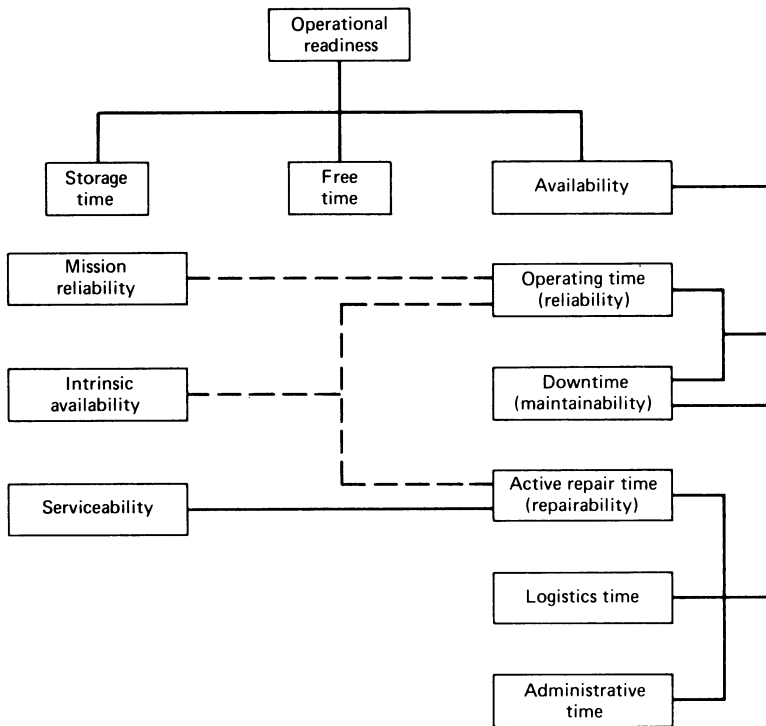 Operational
readiness
Storage
time
Free
time
Availability
Mission
reliability
Operating time
(reliability)
Intrinsic
availability
Downtime
(maintainability)
Serviceability
Active repair time
(repairability)
Logistics time
Administrative
time